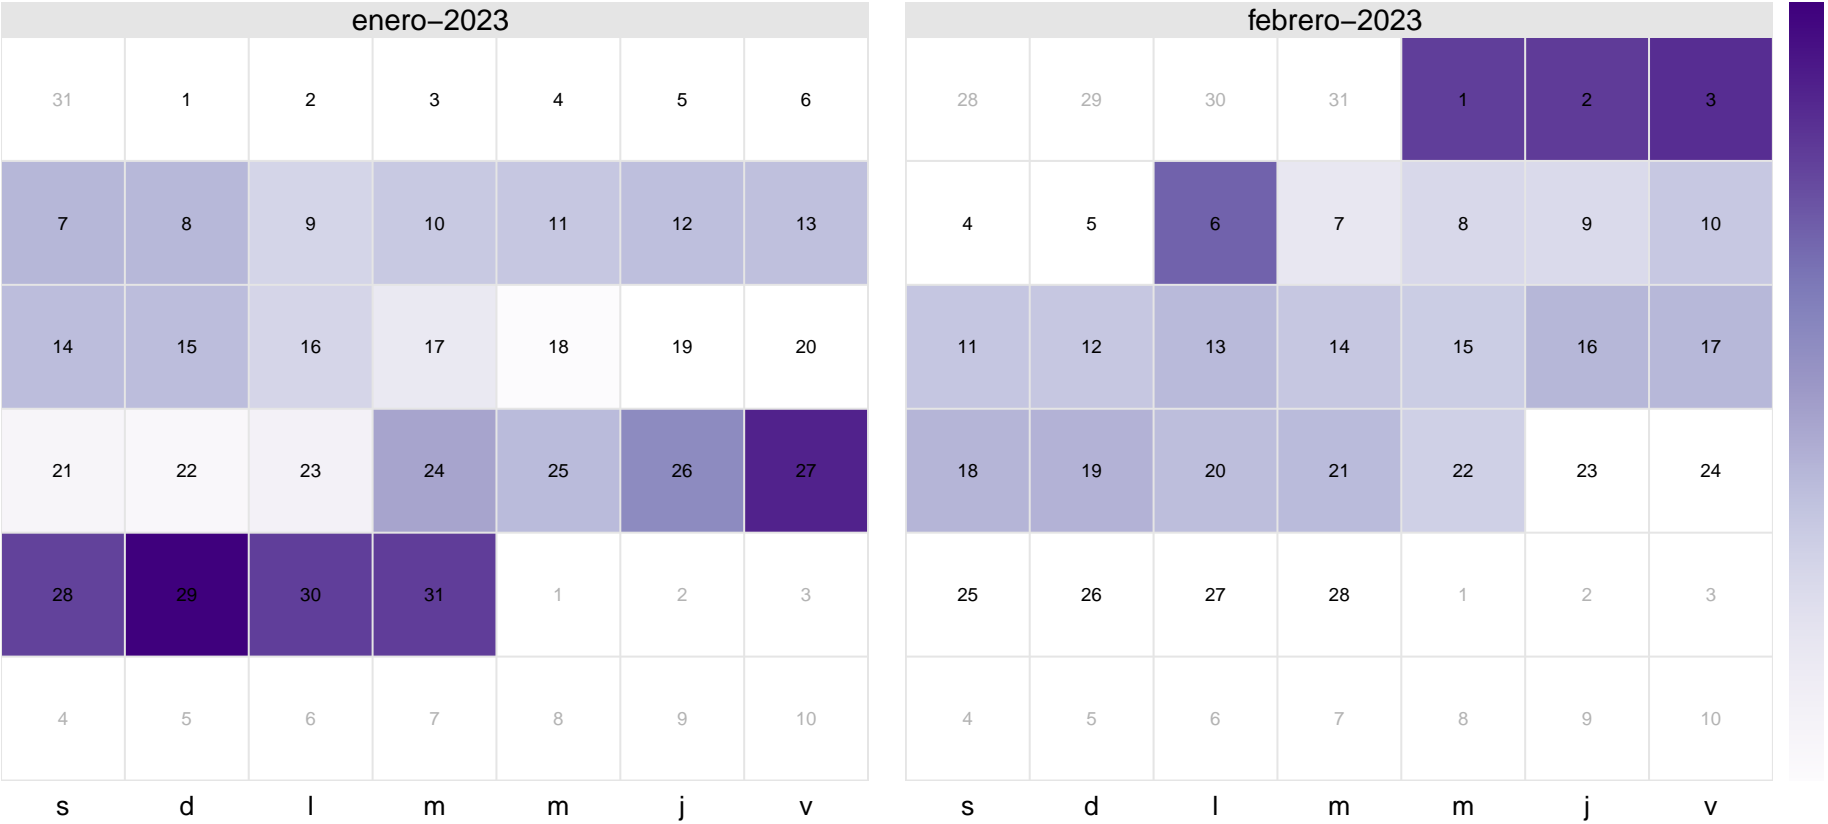 enero−2023
31 1 2 3 4 5 6
7 8 9 10 11 12 13
14 15 16 17 18 19 20
21 22 23 24 25 26 27
28 29 30 31 1 2 3
4 5 6 7 8 9 10
s d l m m j v
febrero−2023
28 29 30 31 1 2 3
4 5 6 7 8 9 10
11 12 13 14 15 16 17
18 19 20 21 22 23 24
25 26 27 28 1 2 3
4 5 6 7 8 9 10
s d l m m j v